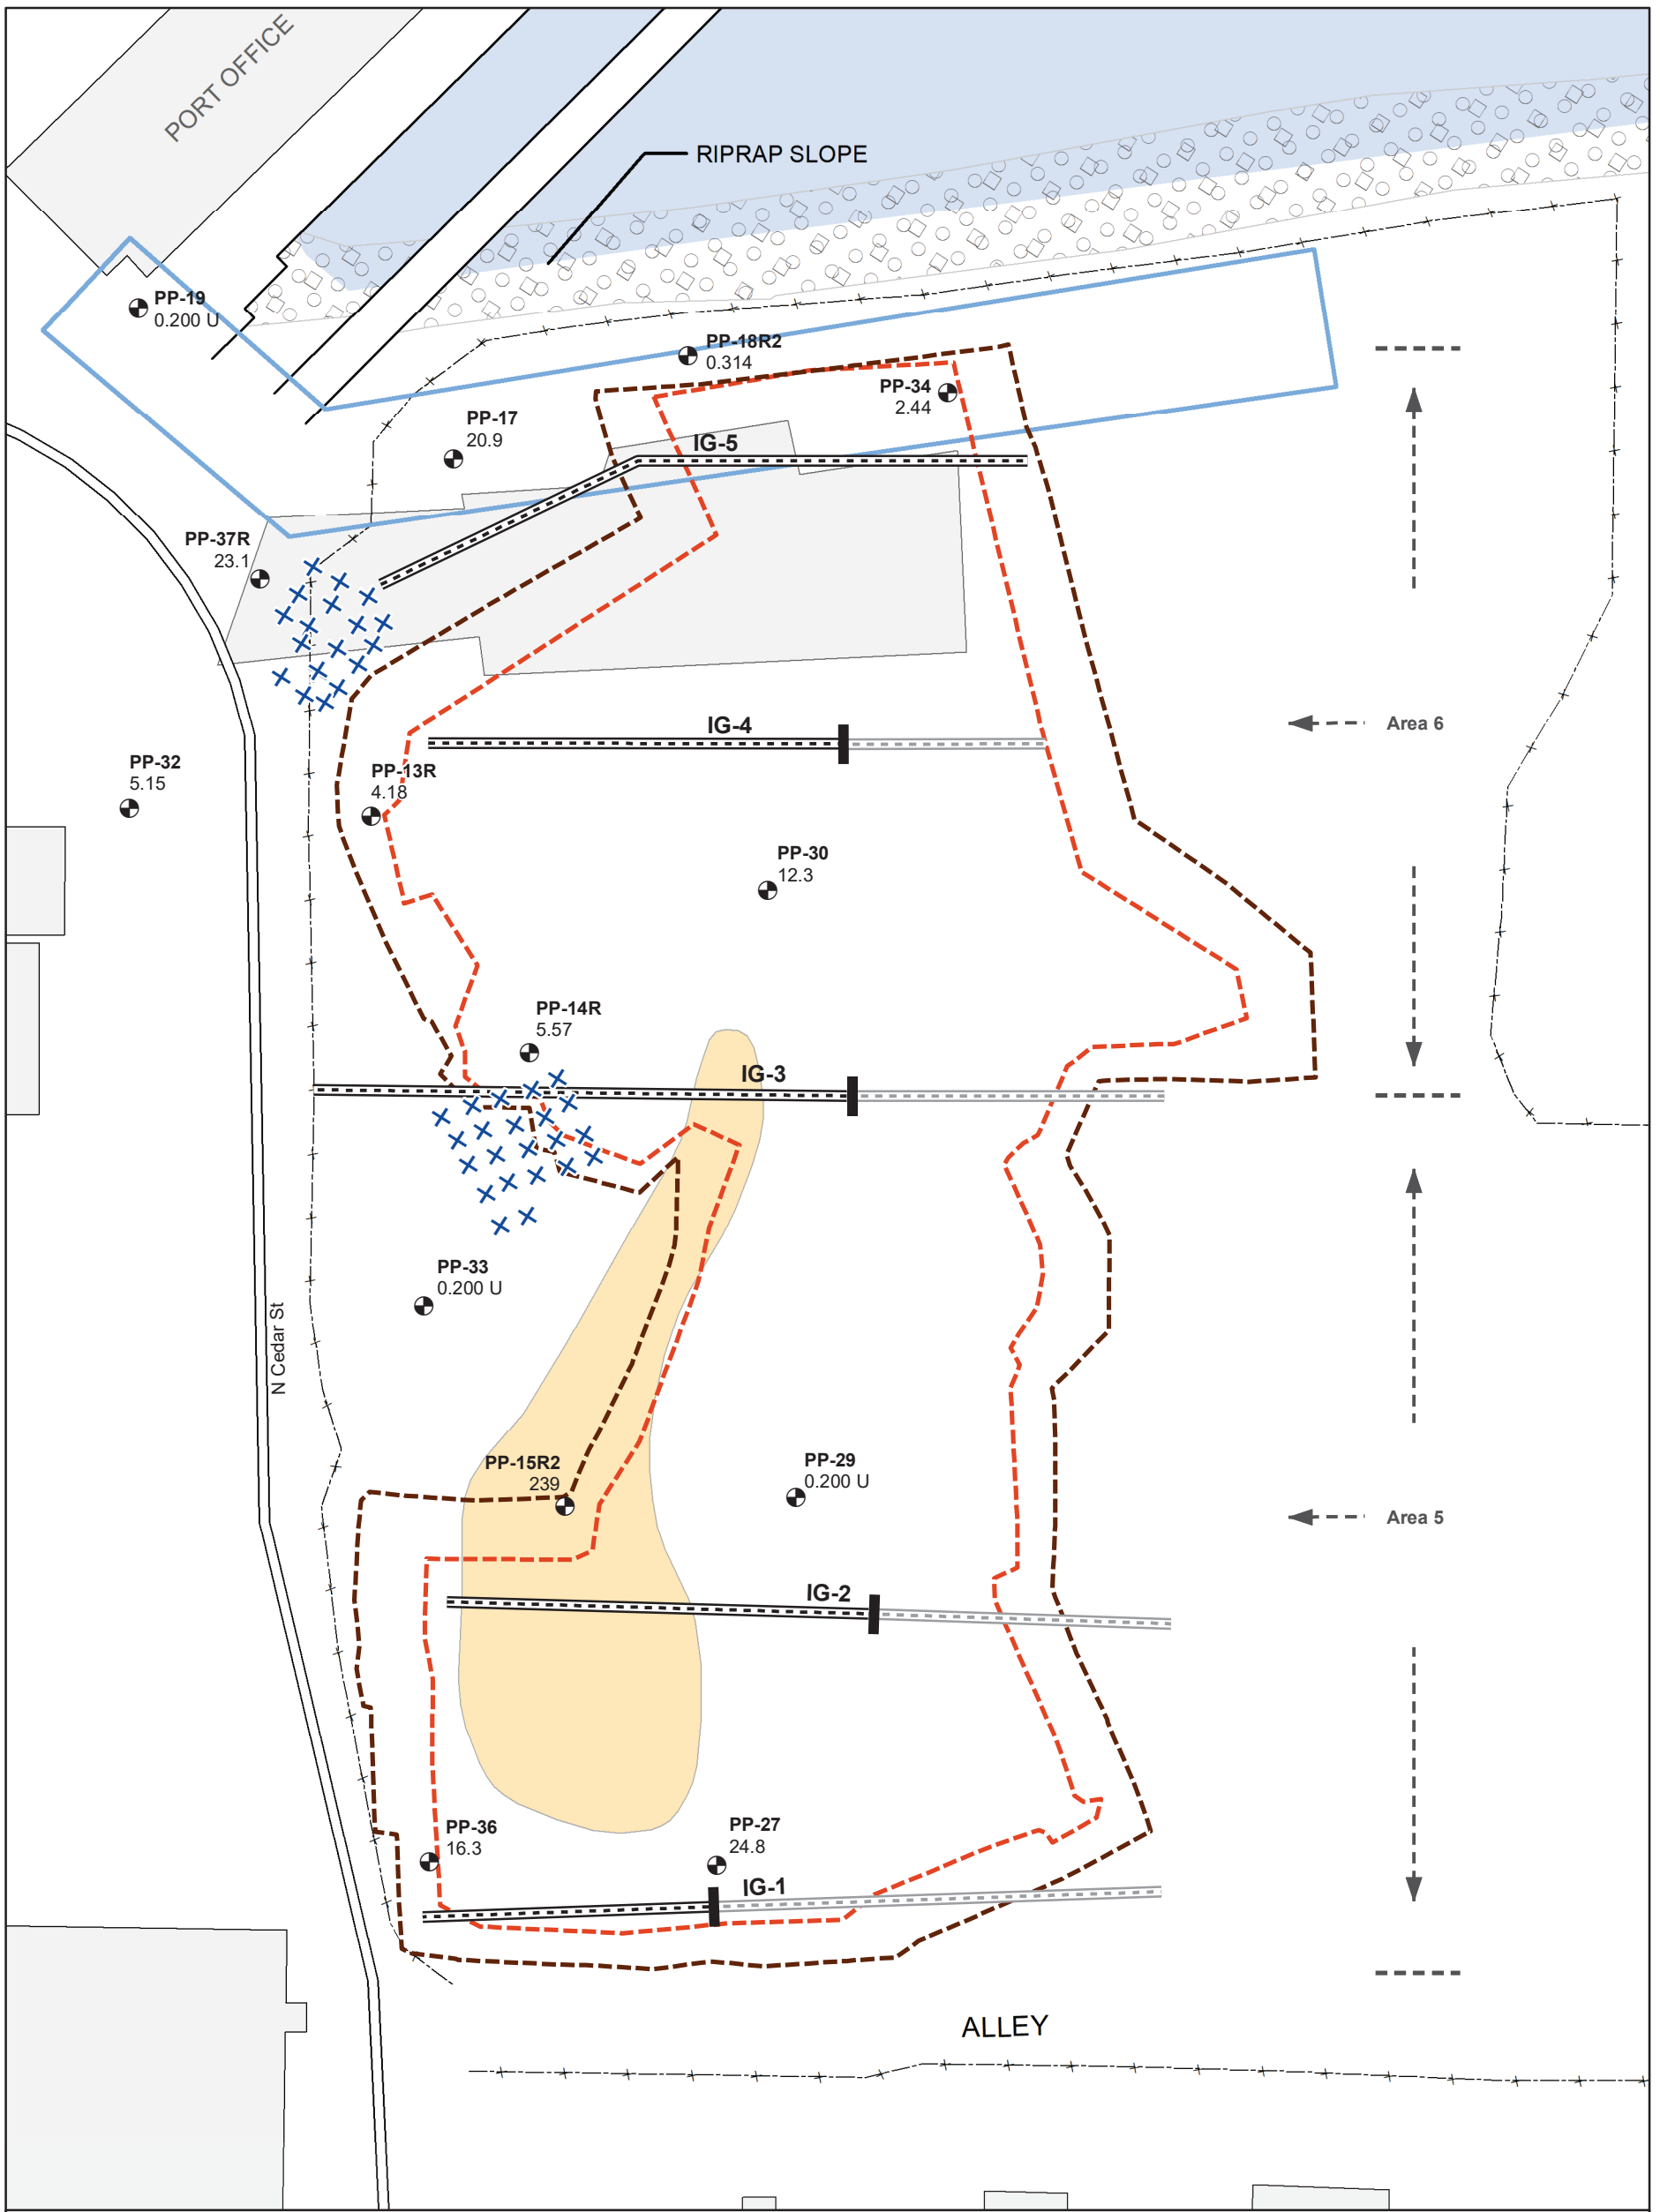 PORT OFFICE
RIPRAP SLOPE
PP-19
0.200 U
PP-18R2
0.314
PP-34
2.44
PP-17
20.9
IG-5
PP-37R
23.1
IG-4
Area 6
PP-32
5.15
PP-13R
4.18
PP-30
12.3
PP-14R
5.57
IG-3
PP-33
0.200 U
N Cedar St
PP-15R2
239
PP-29
0.200 U
Area 5
IG-2
PP-36
16.3
PP-27
24.8
IG-1
ALLEY